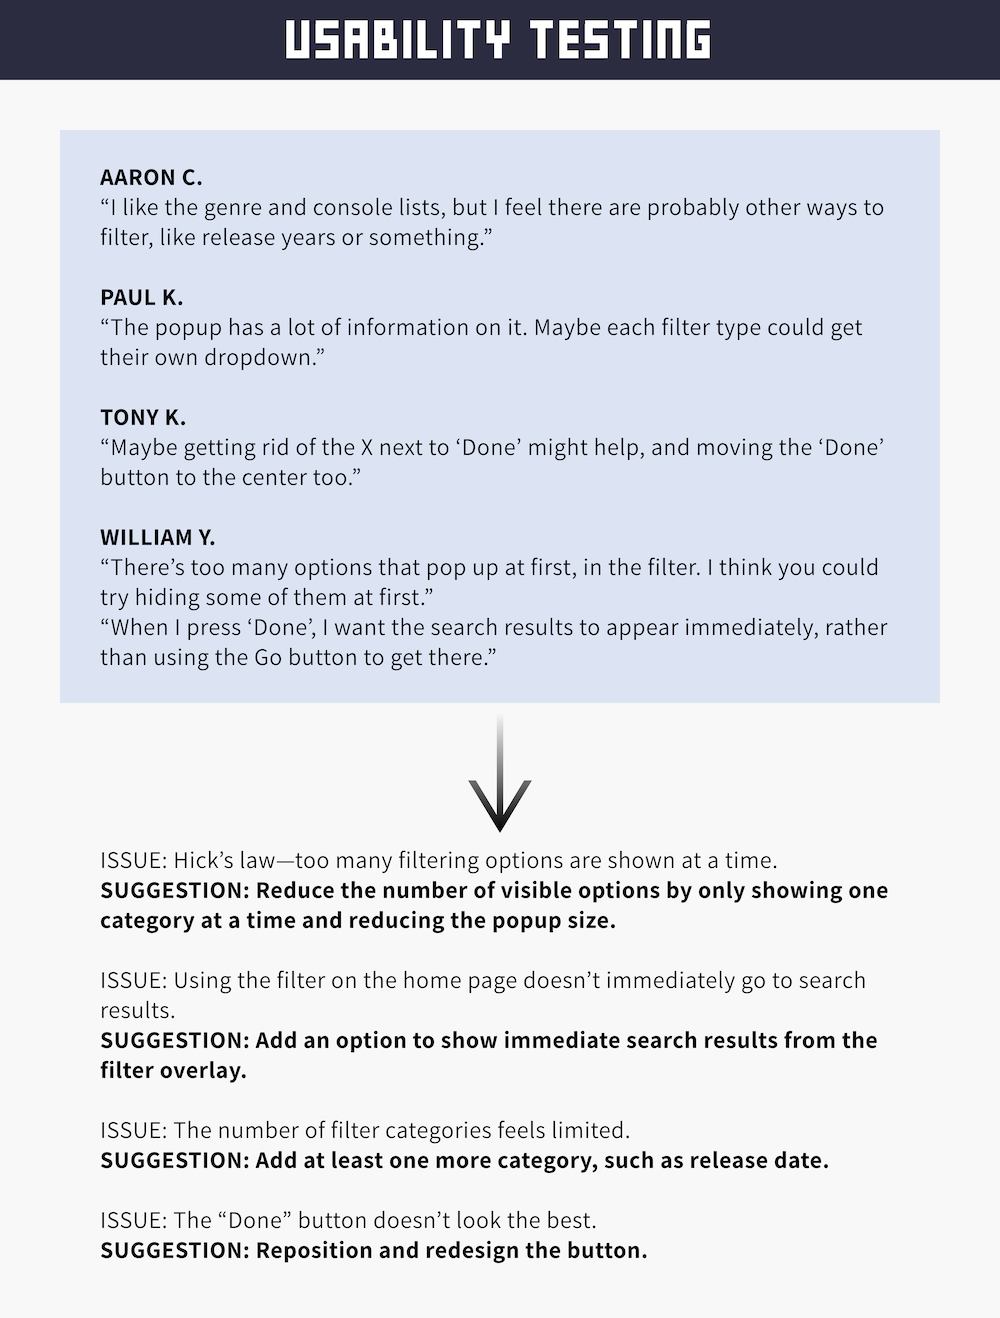 USABILITY TESTING
AARON C.
“I like the genre and console lists, but I feel there are probably other ways to
filter, like release years or something.”
PAUL K.
“The popup has a lot of information on it. Maybe each filter type could get
their own dropdown.”
TONY K.
“Maybe getting rid of the X next to ‘Done’ might help, and moving the ‘Done’
button to the center too.”
WILLIAM Y.
“There’s too many options that pop up at first, in the filter. I think you could
try hiding some of them at first.”
“When I press ‘Done’, I want the search results to appear immediately, rather
than using the Go button to get there.”
ISSUE: Hick’s law—too many filtering options are shown at a time.
SUGGESTION: Reduce the number of visible options by only showing one
category at a time and reducing the popup size.
ISSUE: Using the filter on the home page doesn’t immediately go to search
results.
SUGGESTION: Add an option to show immediate search results from the
filter overlay.
ISSUE: The number of filter categories feels limited.
SUGGESTION: Add at least one more category, such as release date.
ISSUE: The “Done” button doesn’t look the best.
SUGGESTION: Reposition and redesign the button.